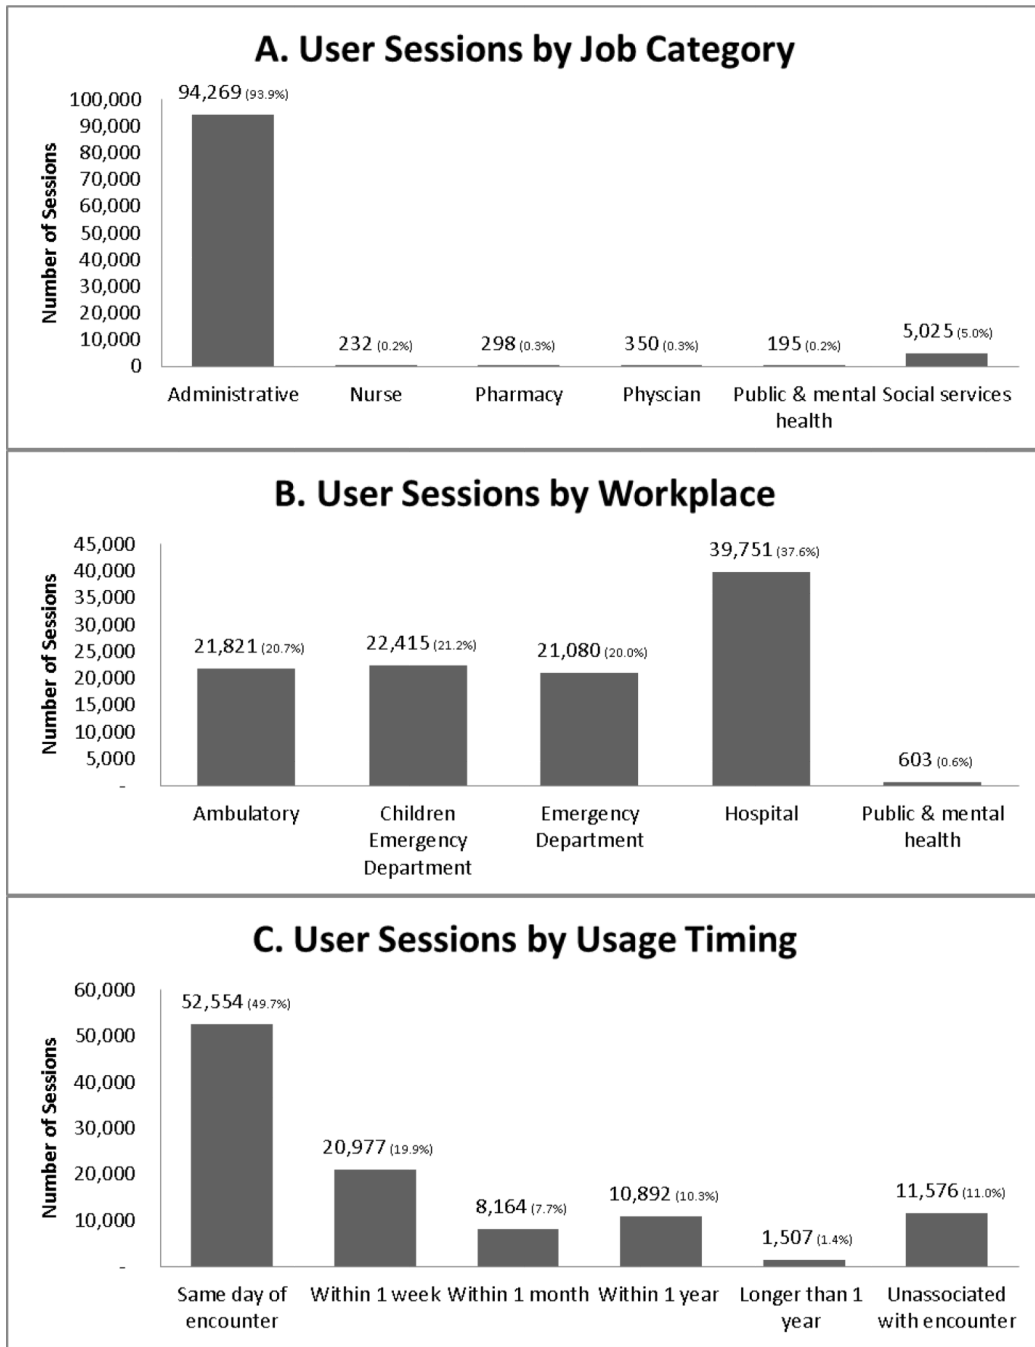 A. User Sessions by Job Category
Number of Sessions
100,000
90,000
80,000
70,000
60,000
50,000
40,000
30,000
20,000
10,000
0
94,269 (93.9%)
232 (0.2%)
298 (0.3%)
350 (0.3%)
195 (0.2%)
5,025 (5.0%)
Administrative
Nurse
Pharmacy
Physcian
Public & mental
health
Social services
B. User Sessions by Workplace
Number of Sessions
45,000
40,000
35,000
30,000
25,000
20,000
15,000
10,000
5,000
-
21,821 (20.7%)
22,415 (21.2%)
21,080 (20.0%)
39,751 (37.6%)
603 (0.6%)
Ambulatory
Children
Emergency
Department
Emergency
Department
Hospital
Public & mental
health
C. User Sessions by Usage Timing
Number of Sessions
60,000
50,000
40,000
30,000
20,000
10,000
-
52,554 (49.7%)
20,977 (19.9%)
8,164 (7.7%)
10,892 (10.3%)
1,507 (1.4%)
11,576 (11.0%)
Same day of
encounter
Within 1 week
Within 1 month
Within 1 year
Longer than 1
year
Unassociated
with encounter